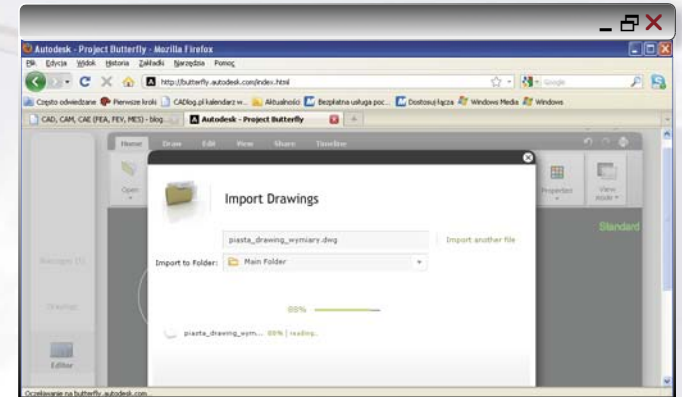 Autodesk - Project Butterfly - Mozilla Firefox
Plik Edycja Widok Historia Zakładki Narzędzia Pomoc
http://butterfly.autodesk.com/index.html
Google
Często odwiedzane Pierwsze kroki CADblog.pl kalendarz w... Aktualności Bezpłatna usługa poc... Dostosuj łącza Windows Media Windows
CAD, CAM, CAE (FEA, FEV, MES) - blog... Autodesk - Project Butterfly
Home Draw Edit View Share Timeline
Open
Properties
View mode
Import Drawings
Standard
piasta_drawing_wymiary.dwg
Import another file
Import to Folder: Main Folder
Drawings
88%
piasta_drawing_wym... 88% | reading..
Editor
Oczekiwanie na butterfly.autodesk.com...